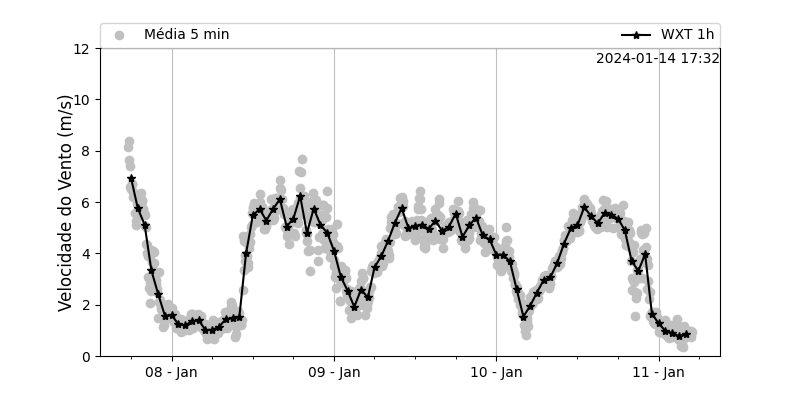 Média 5 min
WXT 1h
2024-01-14 17:32
Velocidade do Vento (m/s)
12
10
8
6
4
2
0
08 - Jan
09 - Jan
10 - Jan
11 - Jan